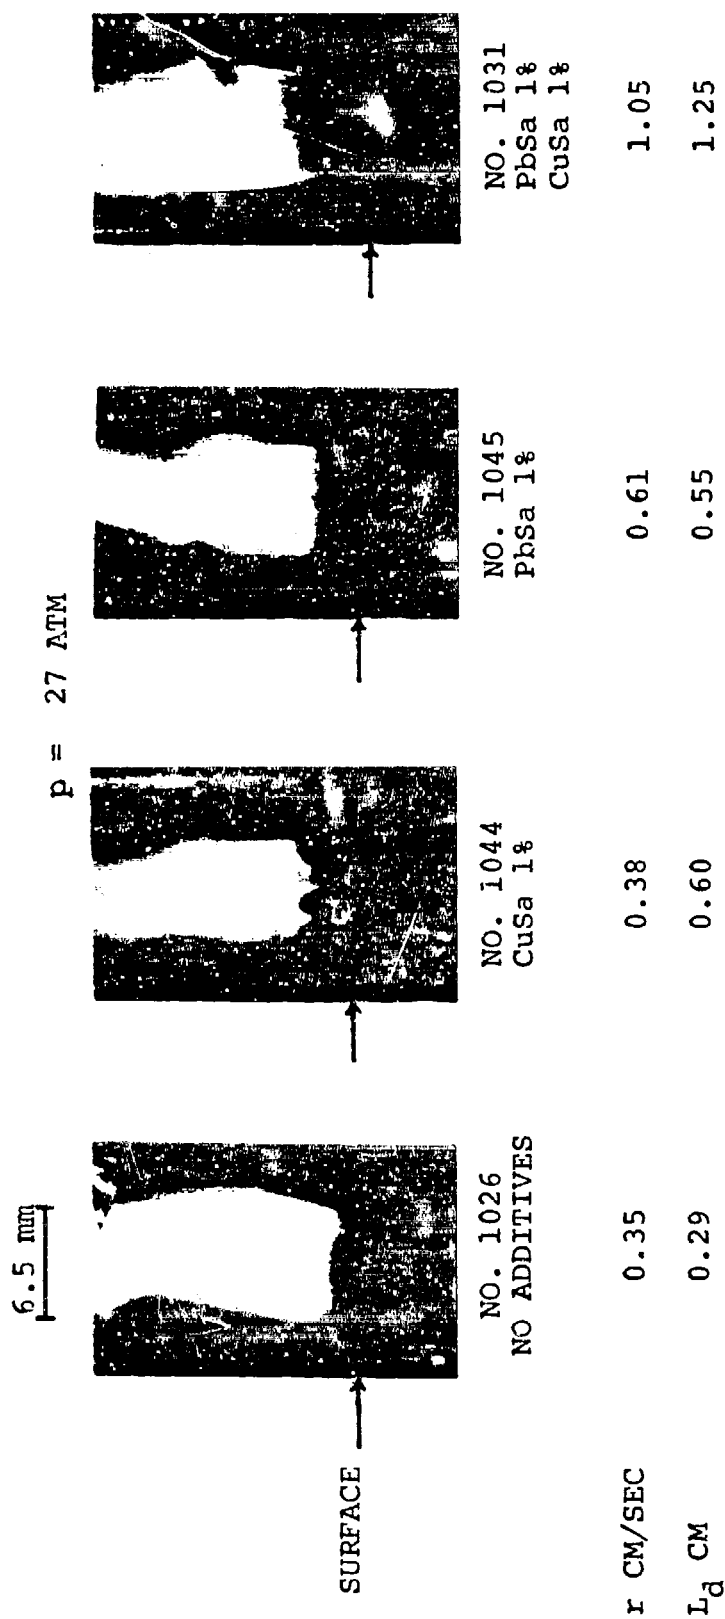 p = 27 ATM
6.5 mm
SURFACE
NO. 1026
NO ADDITIVES
NO. 1044
CuSa 1%
NO. 1045
PbSa 1%
NO. 1031
PbSa 1%
CuSa 1%
r CM/SEC 0.35 0.38 0.61 1.05
Ld CM 0.29 0.60 0.55 1.25